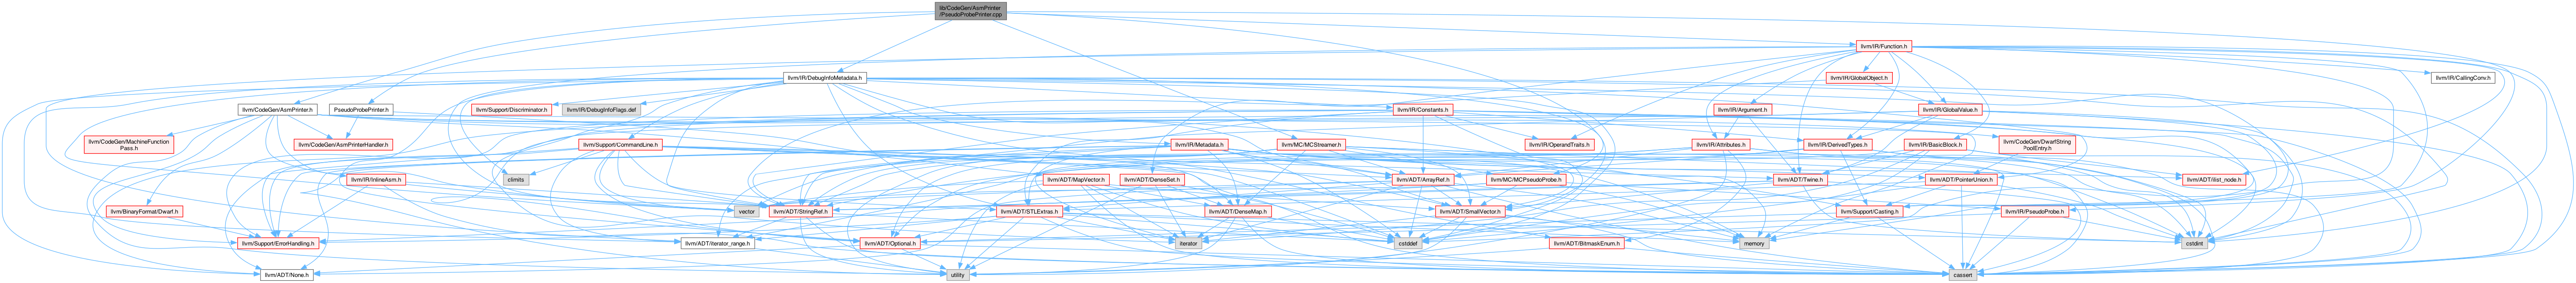 lib/CodeGen/AsmPrinter
/PseudoProbePrinter.cpp
llvm/IR/Function.h
llvm/IR/DebugInfoMetadata.h
llvm/IR/GlobalObject.h
llvm/IR/CallingConv.h
llvm/CodeGen/AsmPrinter.h
PseudoProbePrinter.h
llvm/Support/Discriminator.h
llvm/IR/DebugInfoFlags.def
llvm/IR/Constants.h
llvm/IR/Argument.h
llvm/IR/GlobalValue.h
llvm/CodeGen/MachineFunction
Pass.h
llvm/CodeGen/AsmPrinterHandler.h
llvm/Support/CommandLine.h
llvm/IR/Metadata.h
llvm/MC/MCStreamer.h
llvm/IR/OperandTraits.h
llvm/IR/Attributes.h
llvm/IR/DerivedTypes.h
llvm/IR/BasicBlock.h
llvm/CodeGen/DwarfString
PoolEntry.h
llvm/IR/InlineAsm.h
climits
llvm/ADT/MapVector.h
llvm/ADT/DenseSet.h
llvm/MC/MCPseudoProbe.h
llvm/ADT/ArrayRef.h
llvm/ADT/Twine.h
llvm/ADT/PointerUnion.h
llvm/ADT/ilist_node.h
llvm/BinaryFormat/Dwarf.h
vector
llvm/ADT/StringRef.h
llvm/ADT/STLExtras.h
llvm/ADT/DenseMap.h
llvm/ADT/SmallVector.h
llvm/Support/Casting.h
llvm/IR/PseudoProbe.h
llvm/Support/ErrorHandling.h
llvm/ADT/iterator_range.h
llvm/ADT/Optional.h
iterator
cstddef
memory
llvm/ADT/BitmaskEnum.h
cstdint
llvm/ADT/None.h
utility
cassert